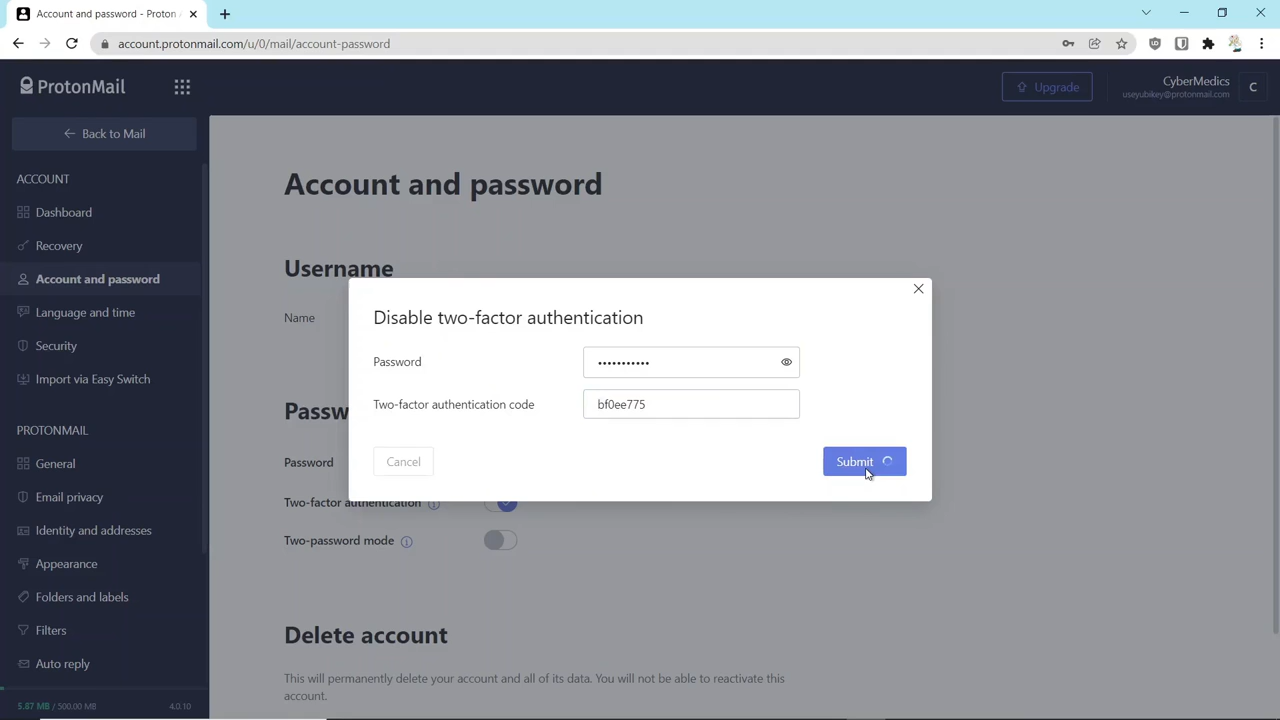 Account and password - Proton A
account.protonmail.com/u/0/mail/account-password
ProtonMail
Upgrade
CyberMedics
useyubikey@protonmail.com
C
Back to Mail
ACCOUNT
Dashboard
Recovery
Account and password
Language and time
Security
Import via Easy Switch
PROTONMAIL
General
Email privacy
Identity and addresses
Appearance
Folders and labels
Filters
Auto reply
5.87 MB / 500.00 MB
4.0.10
Account and password
Username
Name
Passw
Password
Two-factor authentication
Two-password mode
Delete account
This will permanently delete your account and all of its data. You will not be able to reactivate this
account.
Disable two-factor authentication
Password
•••••••••••
Two-factor authentication code
bf0ee775
Cancel
Submit